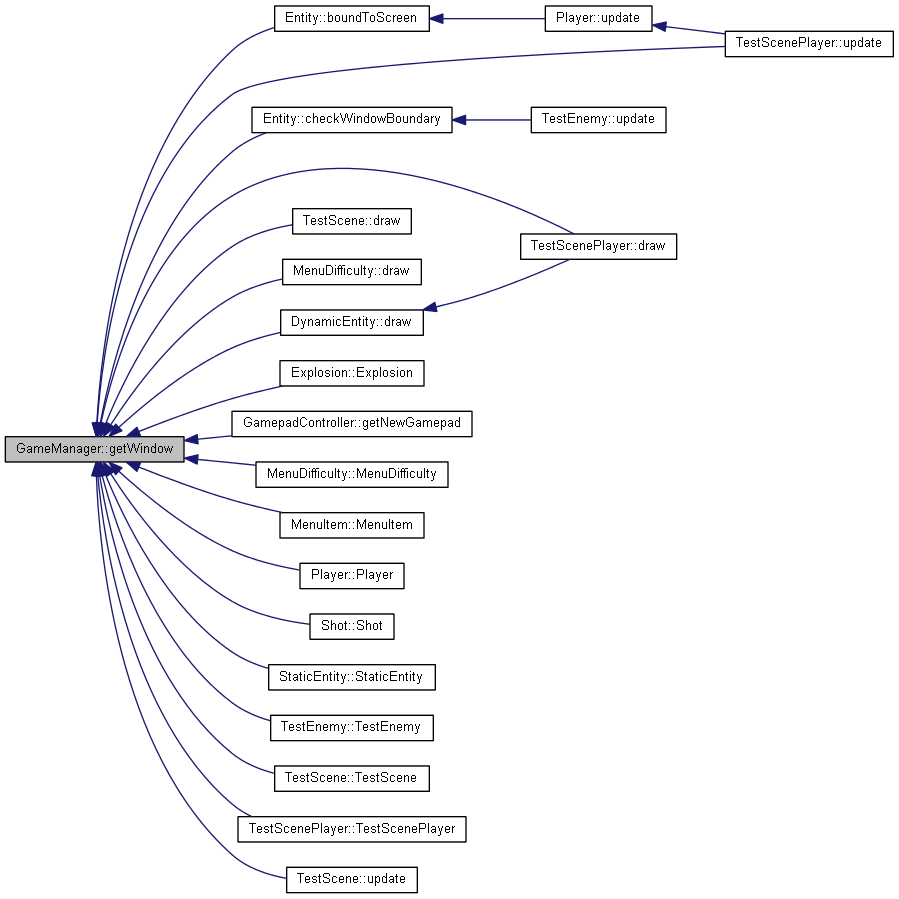 Entity::boundToScreen
Player::update
TestScenePlayer::update
Entity::checkWindowBoundary
TestEnemy::update
TestScene::draw
TestScenePlayer::draw
MenuDifficulty::draw
DynamicEntity::draw
Explosion::Explosion
GamepadController::getNewGamepad
GameManager::getWindow
MenuDifficulty::MenuDifficulty
MenuItem::MenuItem
Player::Player
Shot::Shot
StaticEntity::StaticEntity
TestEnemy::TestEnemy
TestScene::TestScene
TestScenePlayer::TestScenePlayer
TestScene::update